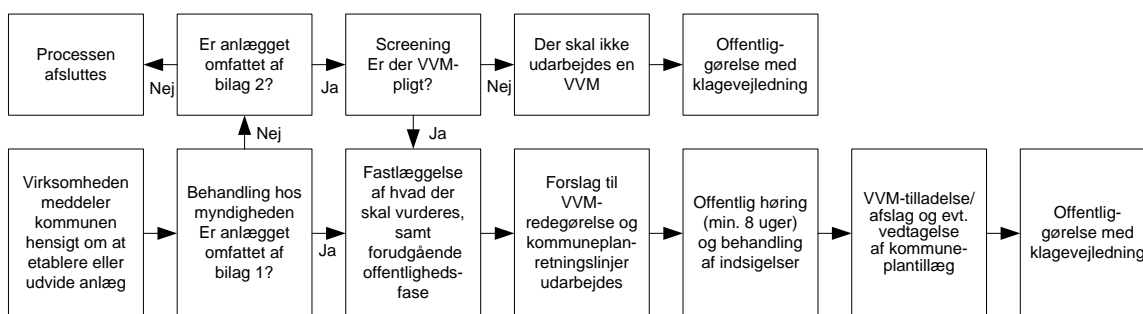 Processen
afsluttes
Nej
Er anlægget
omfattet af
bilag 2?
Ja
Screening
Er der VVM-
pligt?
Nej
Der skal ikke
udarbejdes en
VVM
Offentlig-
gørelse med
klagevejledning
Nej
Ja
Virksomheden
meddeler
kommunen
hensigt om at
etablere eller
udvide anlæg
Behandling hos
myndigheden
Er anlægget
omfattet af
bilag 1?
Ja
Fastlæggelse
af hvad der
skal vurderes,
samt
forudgående
offentligheds-
fase
Forslag til
VVM-
redegørelse og
kommuneplan-
retningslinjer
udarbejdes
Offentlig høring
(min. 8 uger)
og behandling
af indsigelser
VVM-tilladelse/
afslag og evt.
vedtagelse
af kommune-
plantillæg
Offentlig-
gørelse med
klagevejledning